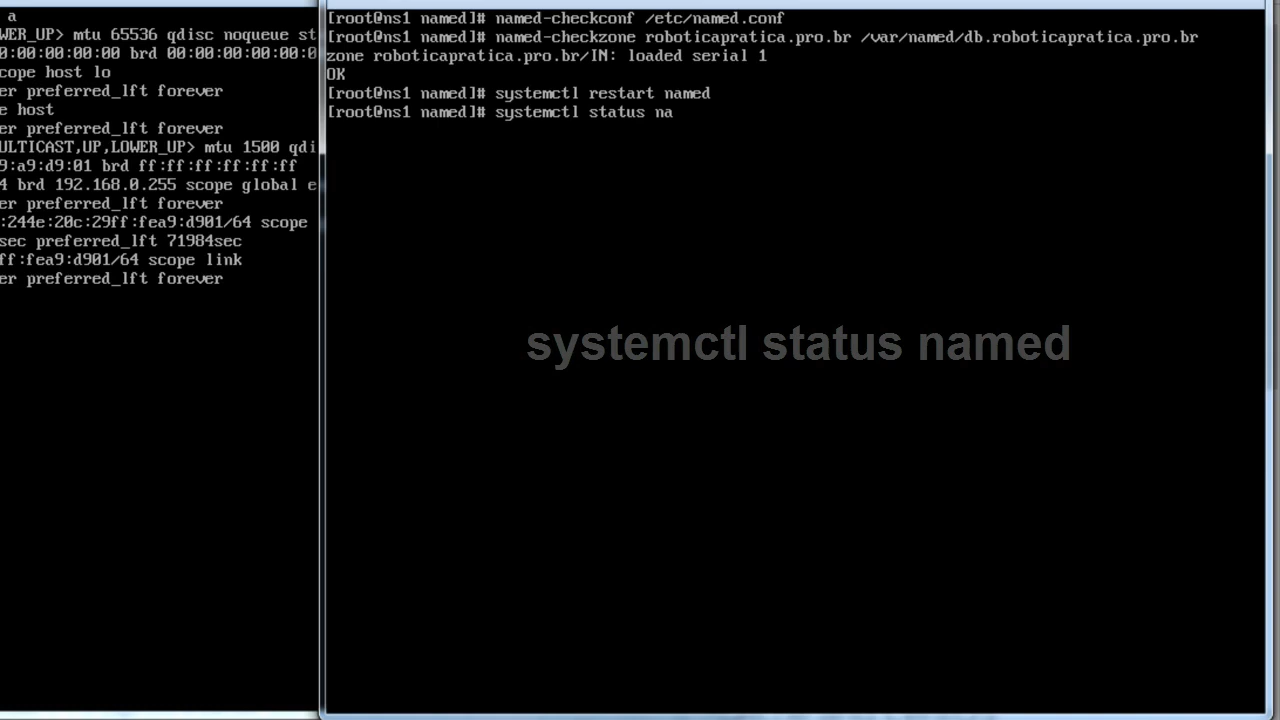 a
WER_UP> mtu 65536 qdisc noqueue st
0:00:00:00:00 brd 00:00:00:00:00:0
scope host lo
er preferred_lft forever
e host
er preferred_lft forever
ULTICAST,UP,LOWER_UP> mtu 1500 qdi
9:a9:d9:01 brd ff:ff:ff:ff:ff:ff
4 brd 192.168.0.255 scope global e
er preferred_lft forever
:244e:20c:29ff:fea9:d901/64 scope
sec preferred_lft 71984sec
ff:fea9:d901/64 scope link
er preferred_lft forever
[root@ns1 named]# named-checkconf /etc/named.conf
[root@ns1 named]# named-checkzone roboticapratica.pro.br /var/named/db.roboticapratica.pro.br
zone roboticapratica.pro.br/IN: loaded serial 1
OK
[root@ns1 named]# systemctl restart named
[root@ns1 named]# systemctl status na
systemctl status named